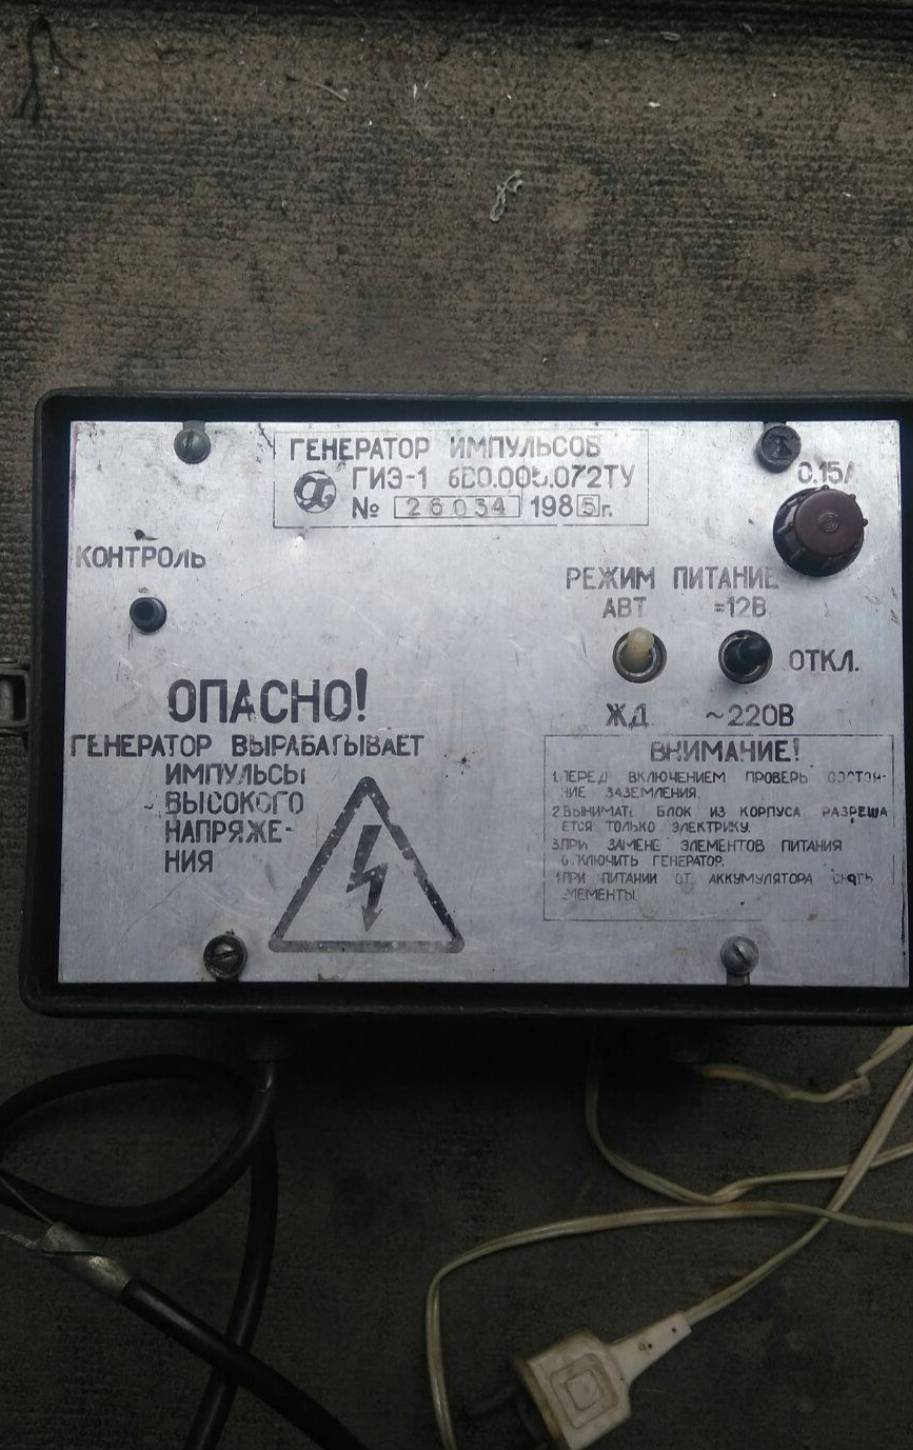 ГЕНЕРАТОР ИМПУЛЬСОВ
ГИЭ-1
№ 26034 1985г.
0.15А
КОНТРОЛЬ
РЕЖИМ ПИТАНИЕ
АВТ =12В
ОТКЛ.
ЖД ~220В
ОПАСНО!
ГЕНЕРАТОР ВЫРАБАТЫВАЕТ
ИМПУЛЬСЫ
ВЫСОКОГО
НАПРЯЖЕ-
НИЯ
ВНИМАНИЕ!
1.ПЕРЕД ВКЛЮЧЕНИЕМ ПРОВЕРЬ СОСТОЯ-
НИЕ ЗАЗЕМЛЕНИЯ.
2.ВЫНИМАТЬ БЛОК ИЗ КОРПУСА РАЗРЕША
ЕТСЯ ТОЛЬКО ЭЛЕКТРИКУ.
3.ПРИ ЗАМЕНЕ ЭЛЕМЕНТОВ ПИТАНИЯ
ОТКЛЮЧИТЬ ГЕНЕРАТОР.
4.ПРИ ПИТАНИИ ОТ АККУМУЛЯТОРА СНЯТЬ
ЭЛЕМЕНТЫ.